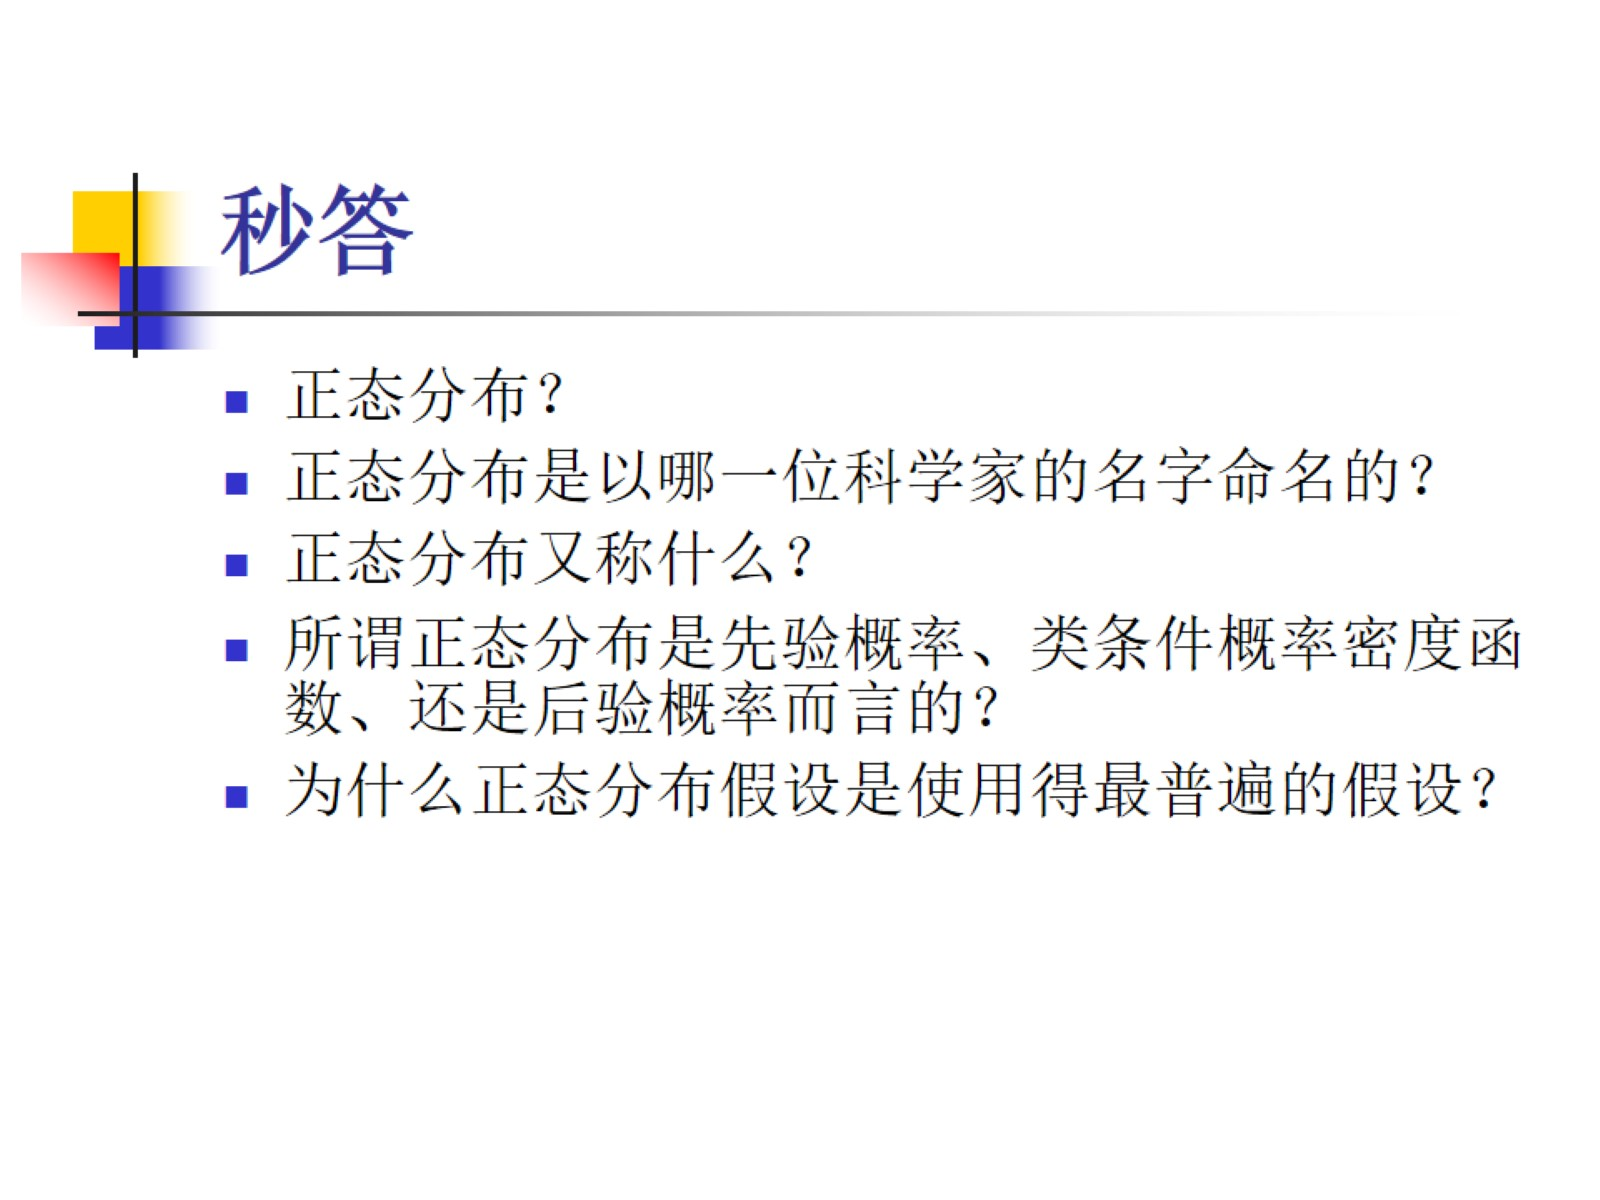 秒答
正态分布？
正态分布是以哪一位科学家的名字命名的？
正态分布又称什么？
所谓正态分布是先验概率、类条件概率密度函
数、还是后验概率而言的？
为什么正态分布假设是使用得最普遍的假设？